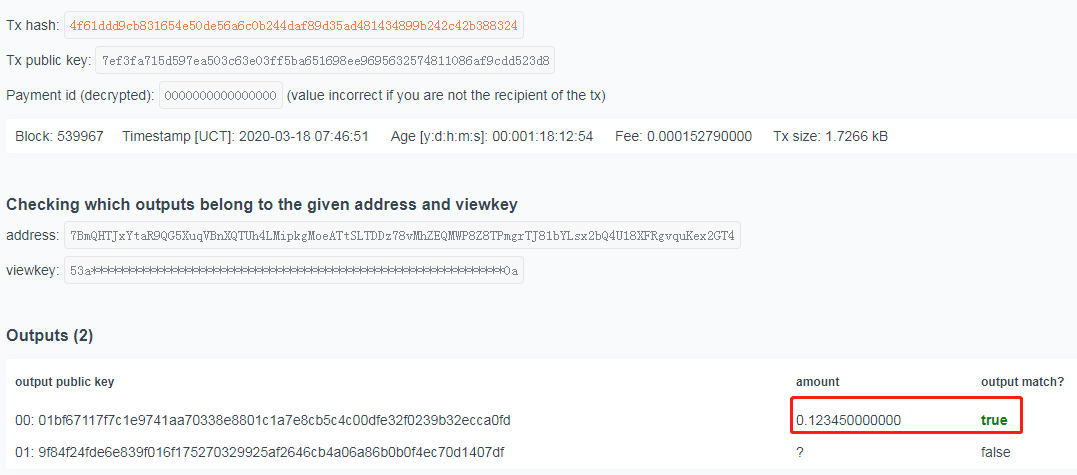 Tx hash: 4f61ddd9cb831654e50de56a6c0b244daf89d35ad481434899b242c42b388324
Tx public key: 7ef3fa715d597ea503c63e03ff5ba651698ee9695632574811086af9cdd523d8
Payment id (decrypted): 0000000000000000 (value incorrect if you are not the recipient of the tx)
Block: 539967 Timestamp [UCT]: 2020-03-18 07:46:51 Age [y:d:h:m:s]: 00:001:18:12:54 Fee: 0.000152790000 Tx size: 1.7266 kB
Checking which outputs belong to the given address and viewkey
address: 7BmQHTJxYtaR9QG5XuqVBnXQTUh4LMipkgMoeATtSLTDDz78vMhZEQMWP8Z8TPmgrTJ81bYLsx2bQ4U18XFRgvquKex2GT4
viewkey: 53a***********************************************************0a
Outputs (2)
output public key amount output match?
00: 01bf67117f7c1e9741aa70338e8801c1a7e8cb5c4c00dfe32f0239b32ecca0fd 0.123450000000 true
01: 9f84f24fde6e839f016f175270329925af2646cb4a06a86b0b0f4ec70d1407df ? false